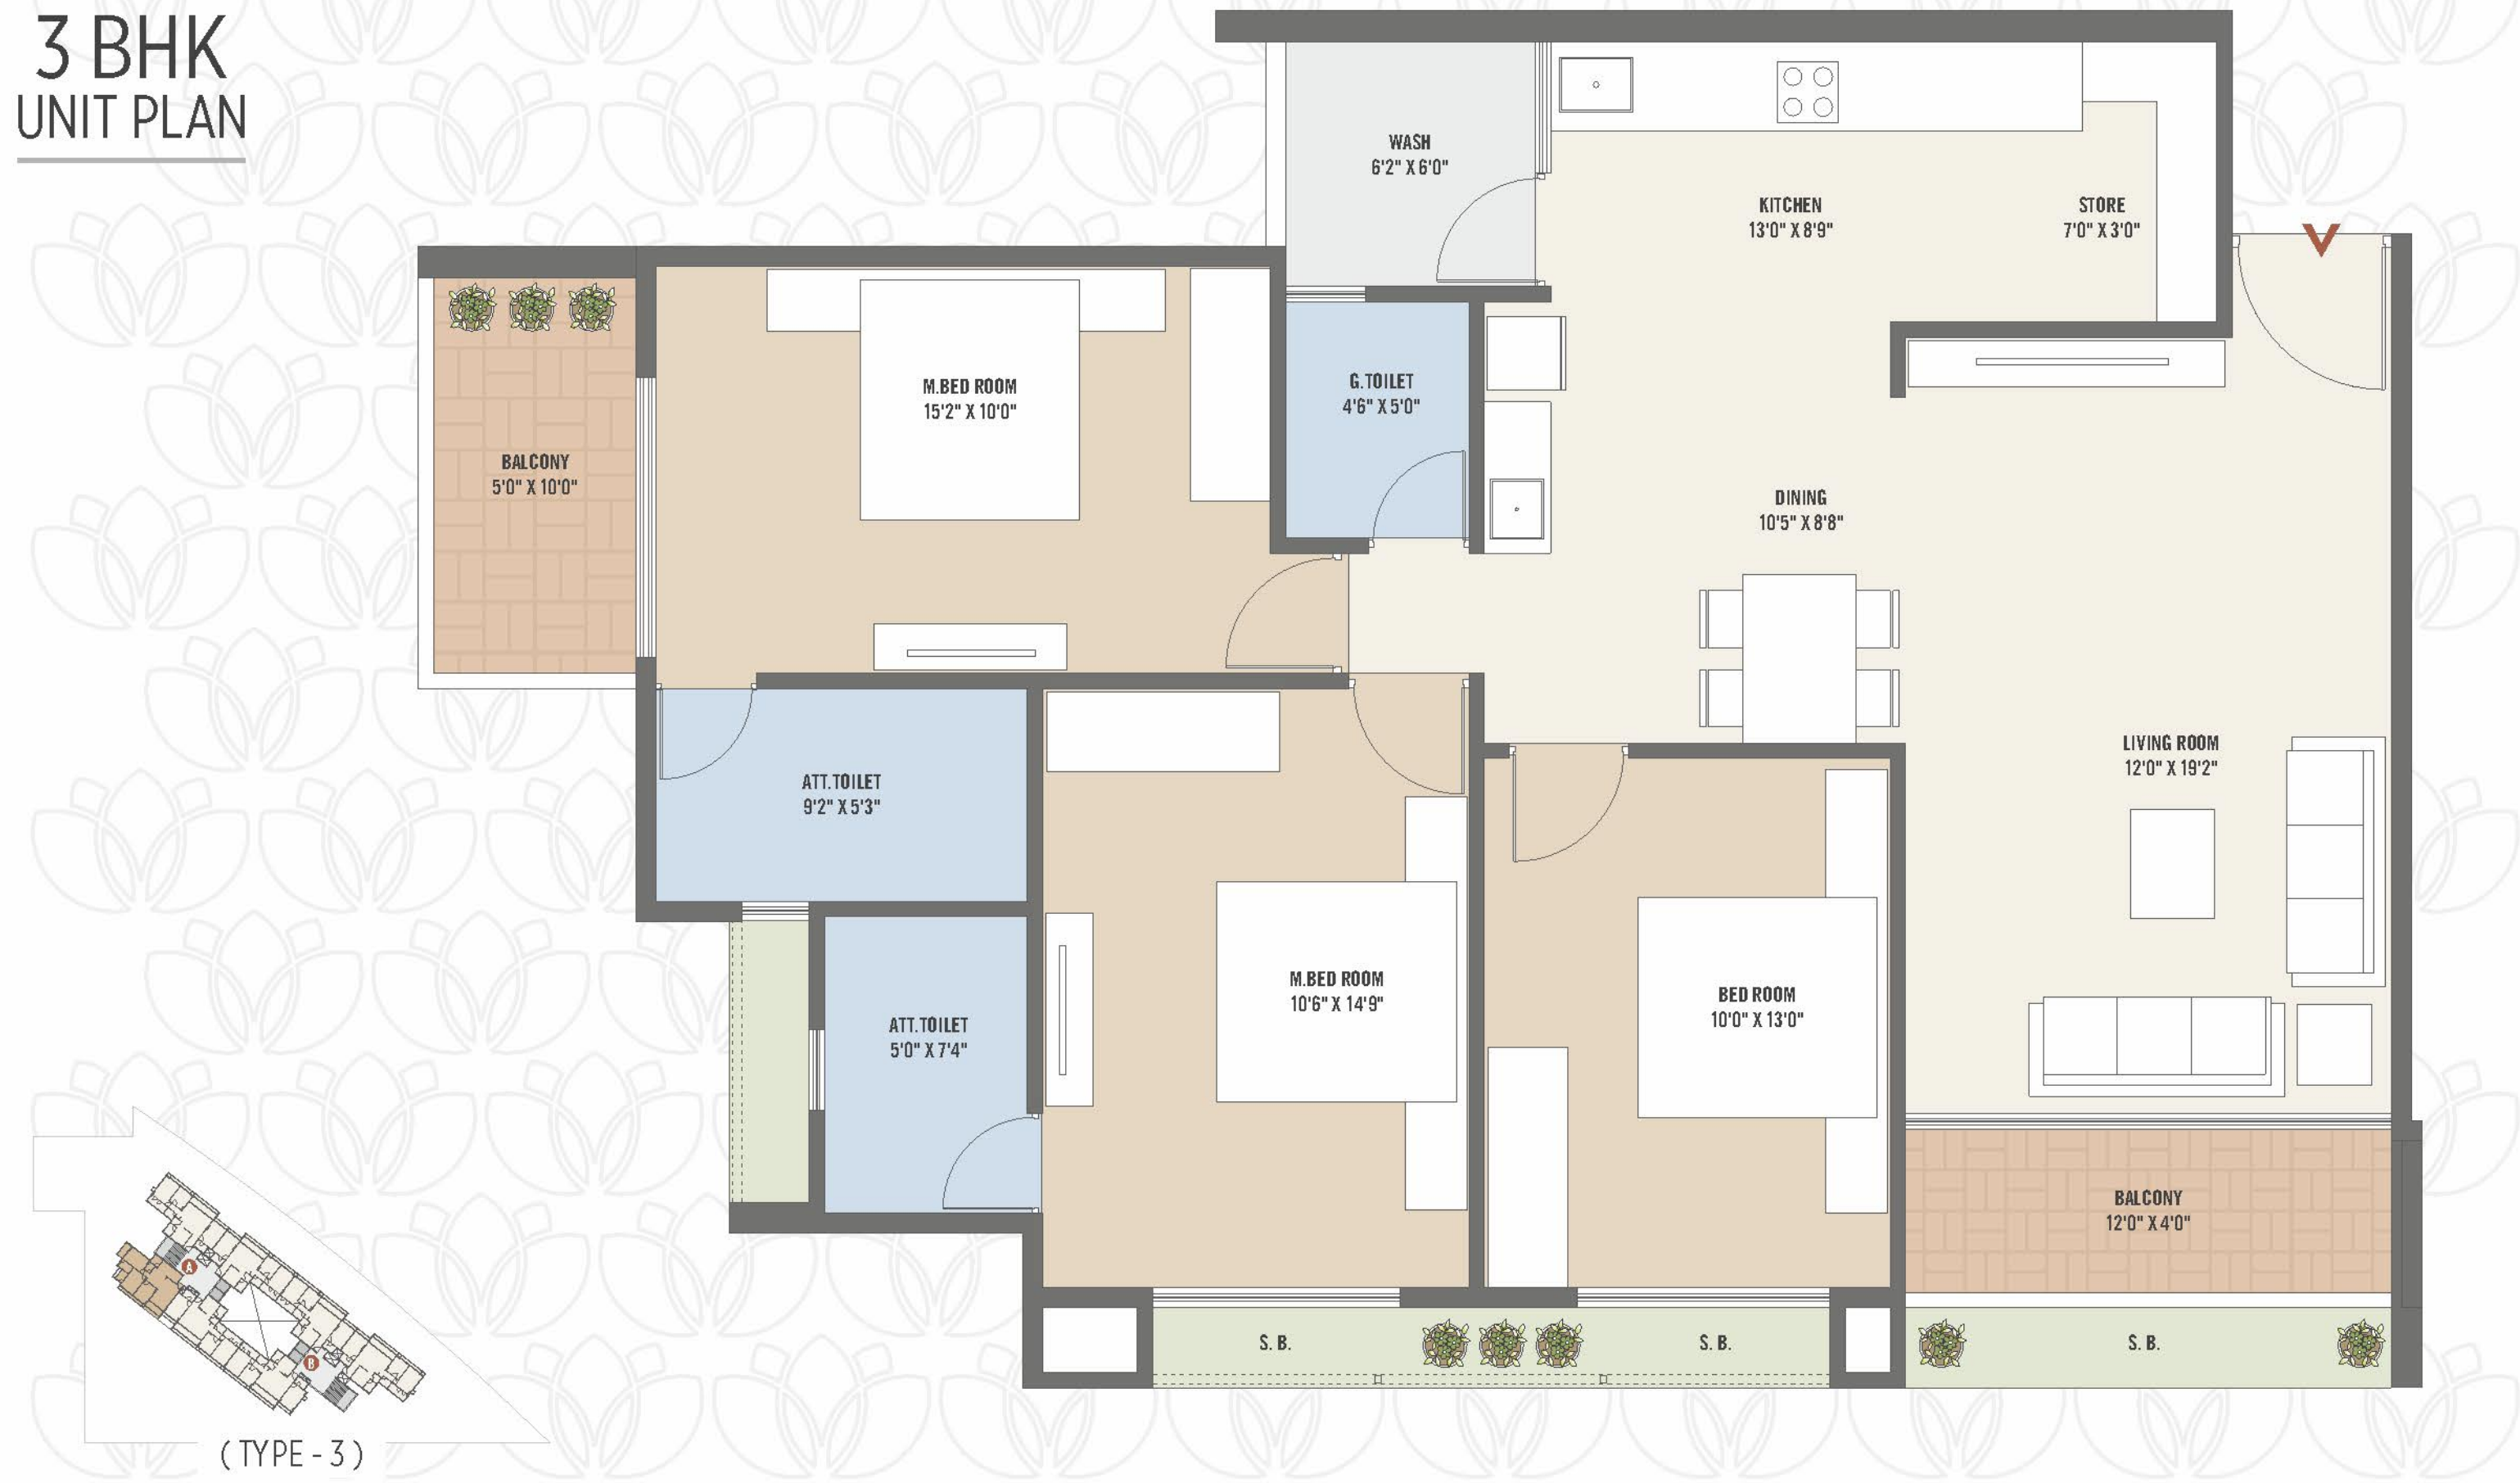 3 BHK
UNIT PLAN
WASH
6'2" X 6'0"
KITCHEN
13'0" X 8'9"
STORE
7'0" X 3'0"
M.BED ROOM
15'2" X 10'0"
G.TOILET
4'6" X 5'0"
BALCONY
5'0" X 10'0"
DINING
10'5" X 8'8"
LIVING ROOM
12'0" X 19'2"
ATT.TOILET
9'2" X 5'3"
M.BED ROOM
10'6" X 14'9"
BED ROOM
10'0" X 13'0"
ATT.TOILET
5'0" X 7'4"
BALCONY
12'0" X 4'0"
S. B.
S. B.
S. B.
A
B
( TYPE - 3 )